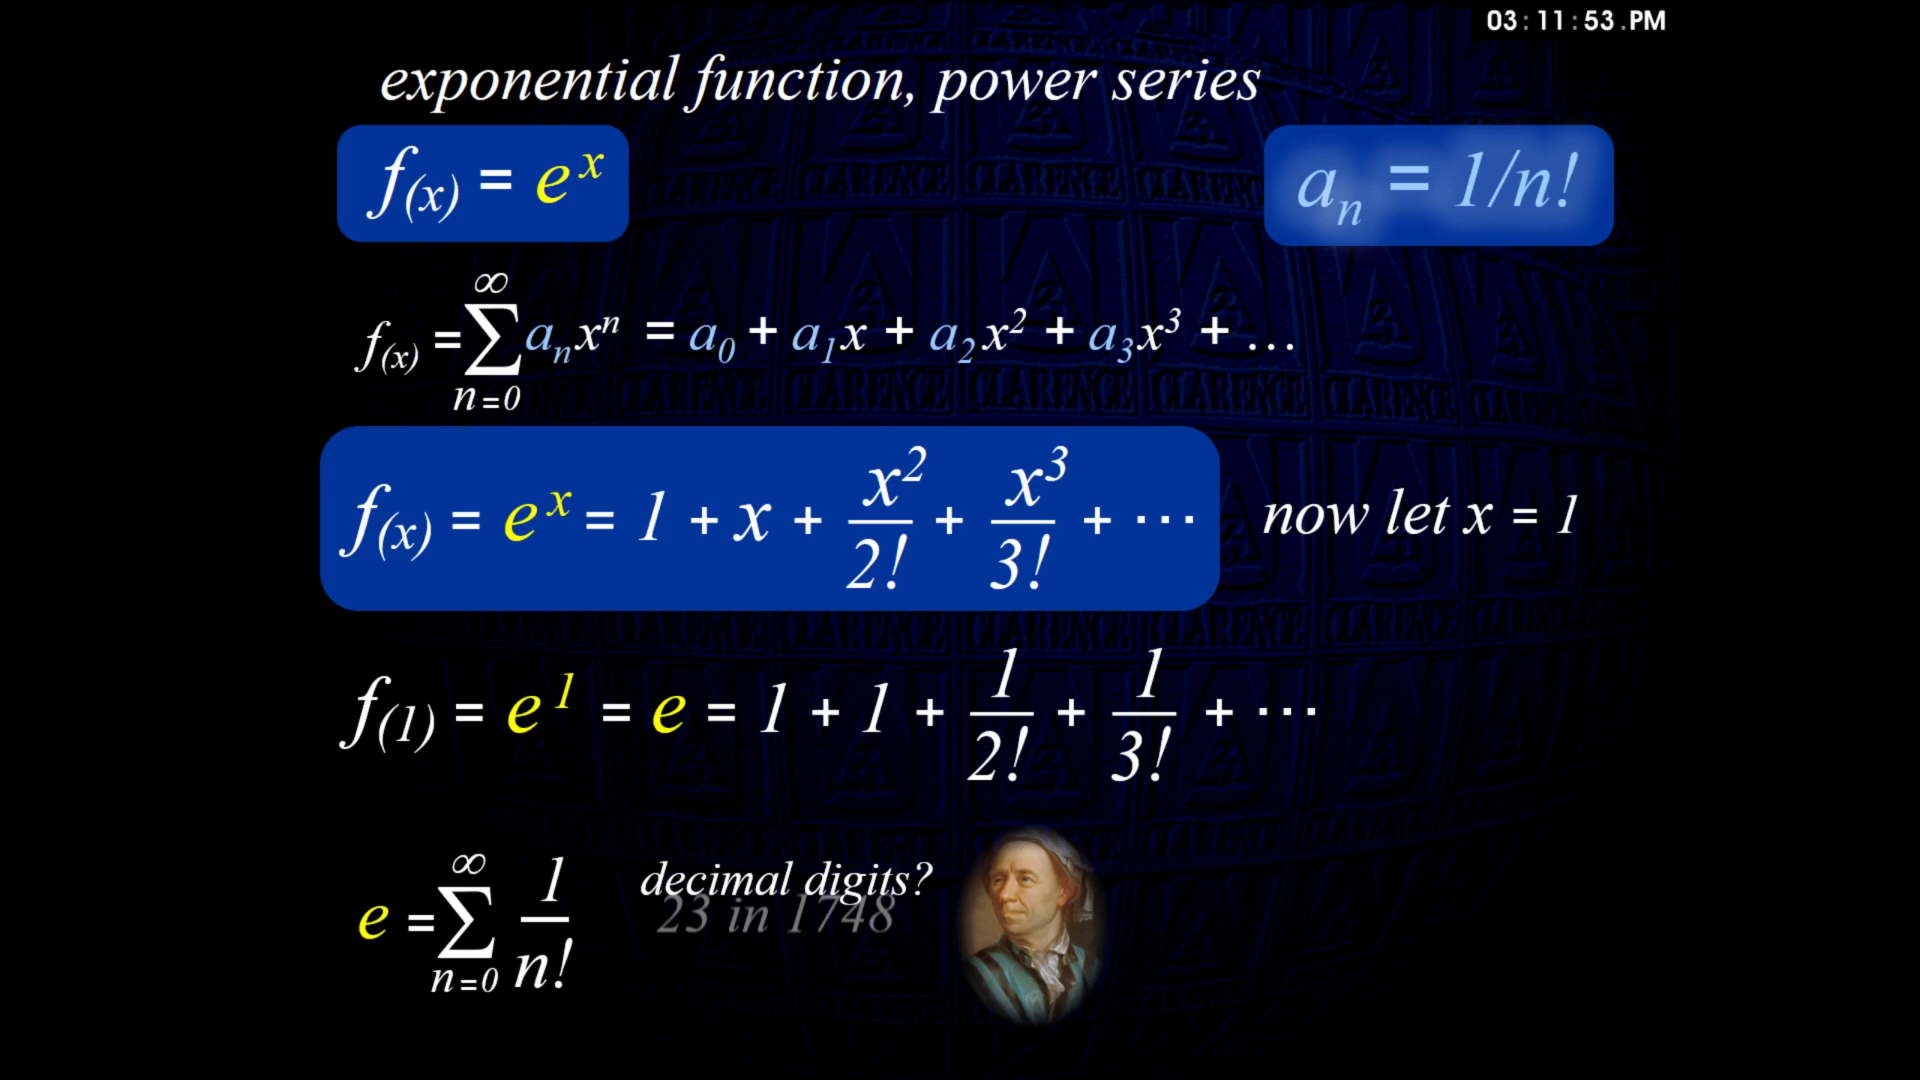 03:11:53.PM
exponential function, power series
f(x) = e^x
a_n = 1/n!
f(x) = ∑_{n=0}^{∞} a_n x^n = a_0 + a_1x + a_2x^2 + a_3x^3 + ...
f(x) = e^x = 1 + x + x^2/2! + x^3/3! + ··· now let x = 1
f(1) = e^1 = e = 1 + 1 + 1/2! + 1/3! + ···
e = ∑_{n=0}^{∞} 1/n!
decimal digits?
23 in 1748
CLARENCE